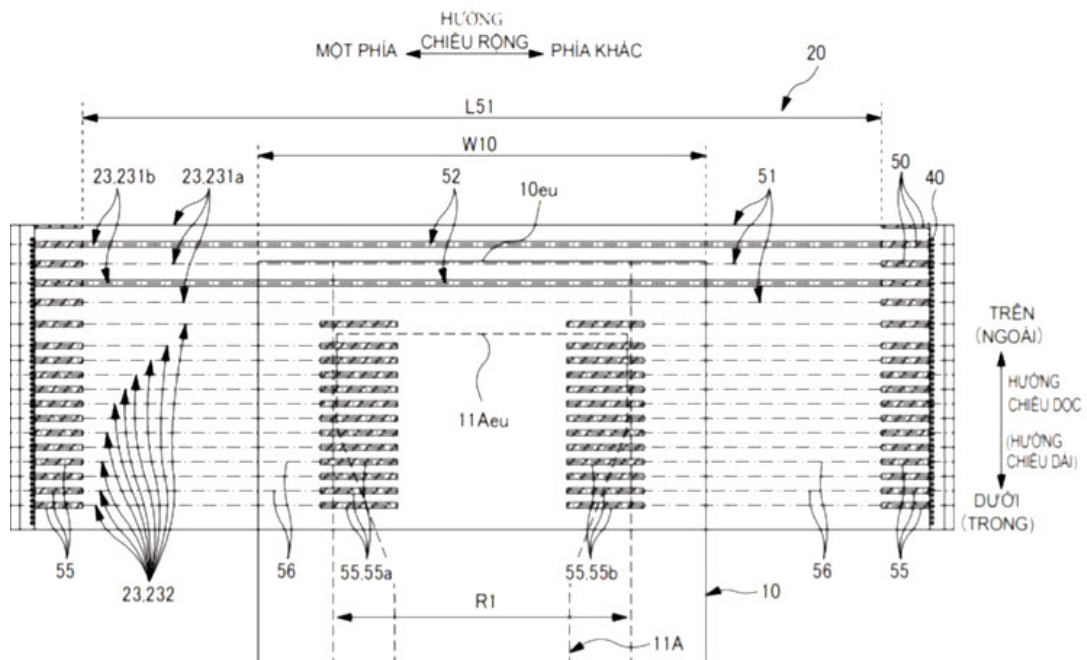 HƯỚNG
CHIỀU RỘNG
MỘT PHÍA
PHÍA KHÁC
20
L51
W10
23,231b
23,231a
52
10eu
51
50
40
TRÊN
(NGOÀI)
HƯỚNG
CHIỀU DỌC
(HƯỚNG
CHIỀU DÀI)
DƯỚI
(TRONG)
11Aeu
55
23,232
56
55,55a
55,55b
56
55
R1
10
11A